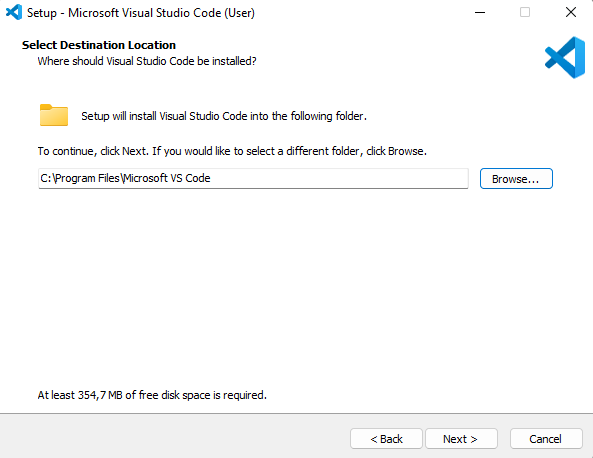 Setup - Microsoft Visual Studio Code (User)
Select Destination Location
Where should Visual Studio Code be installed?
Setup will install Visual Studio Code into the following folder.
To continue, click Next. If you would like to select a different folder, click Browse.
C:\Program Files\Microsoft VS Code
Browse...
At least 354,7 MB of free disk space is required.
< Back
Next >
Cancel